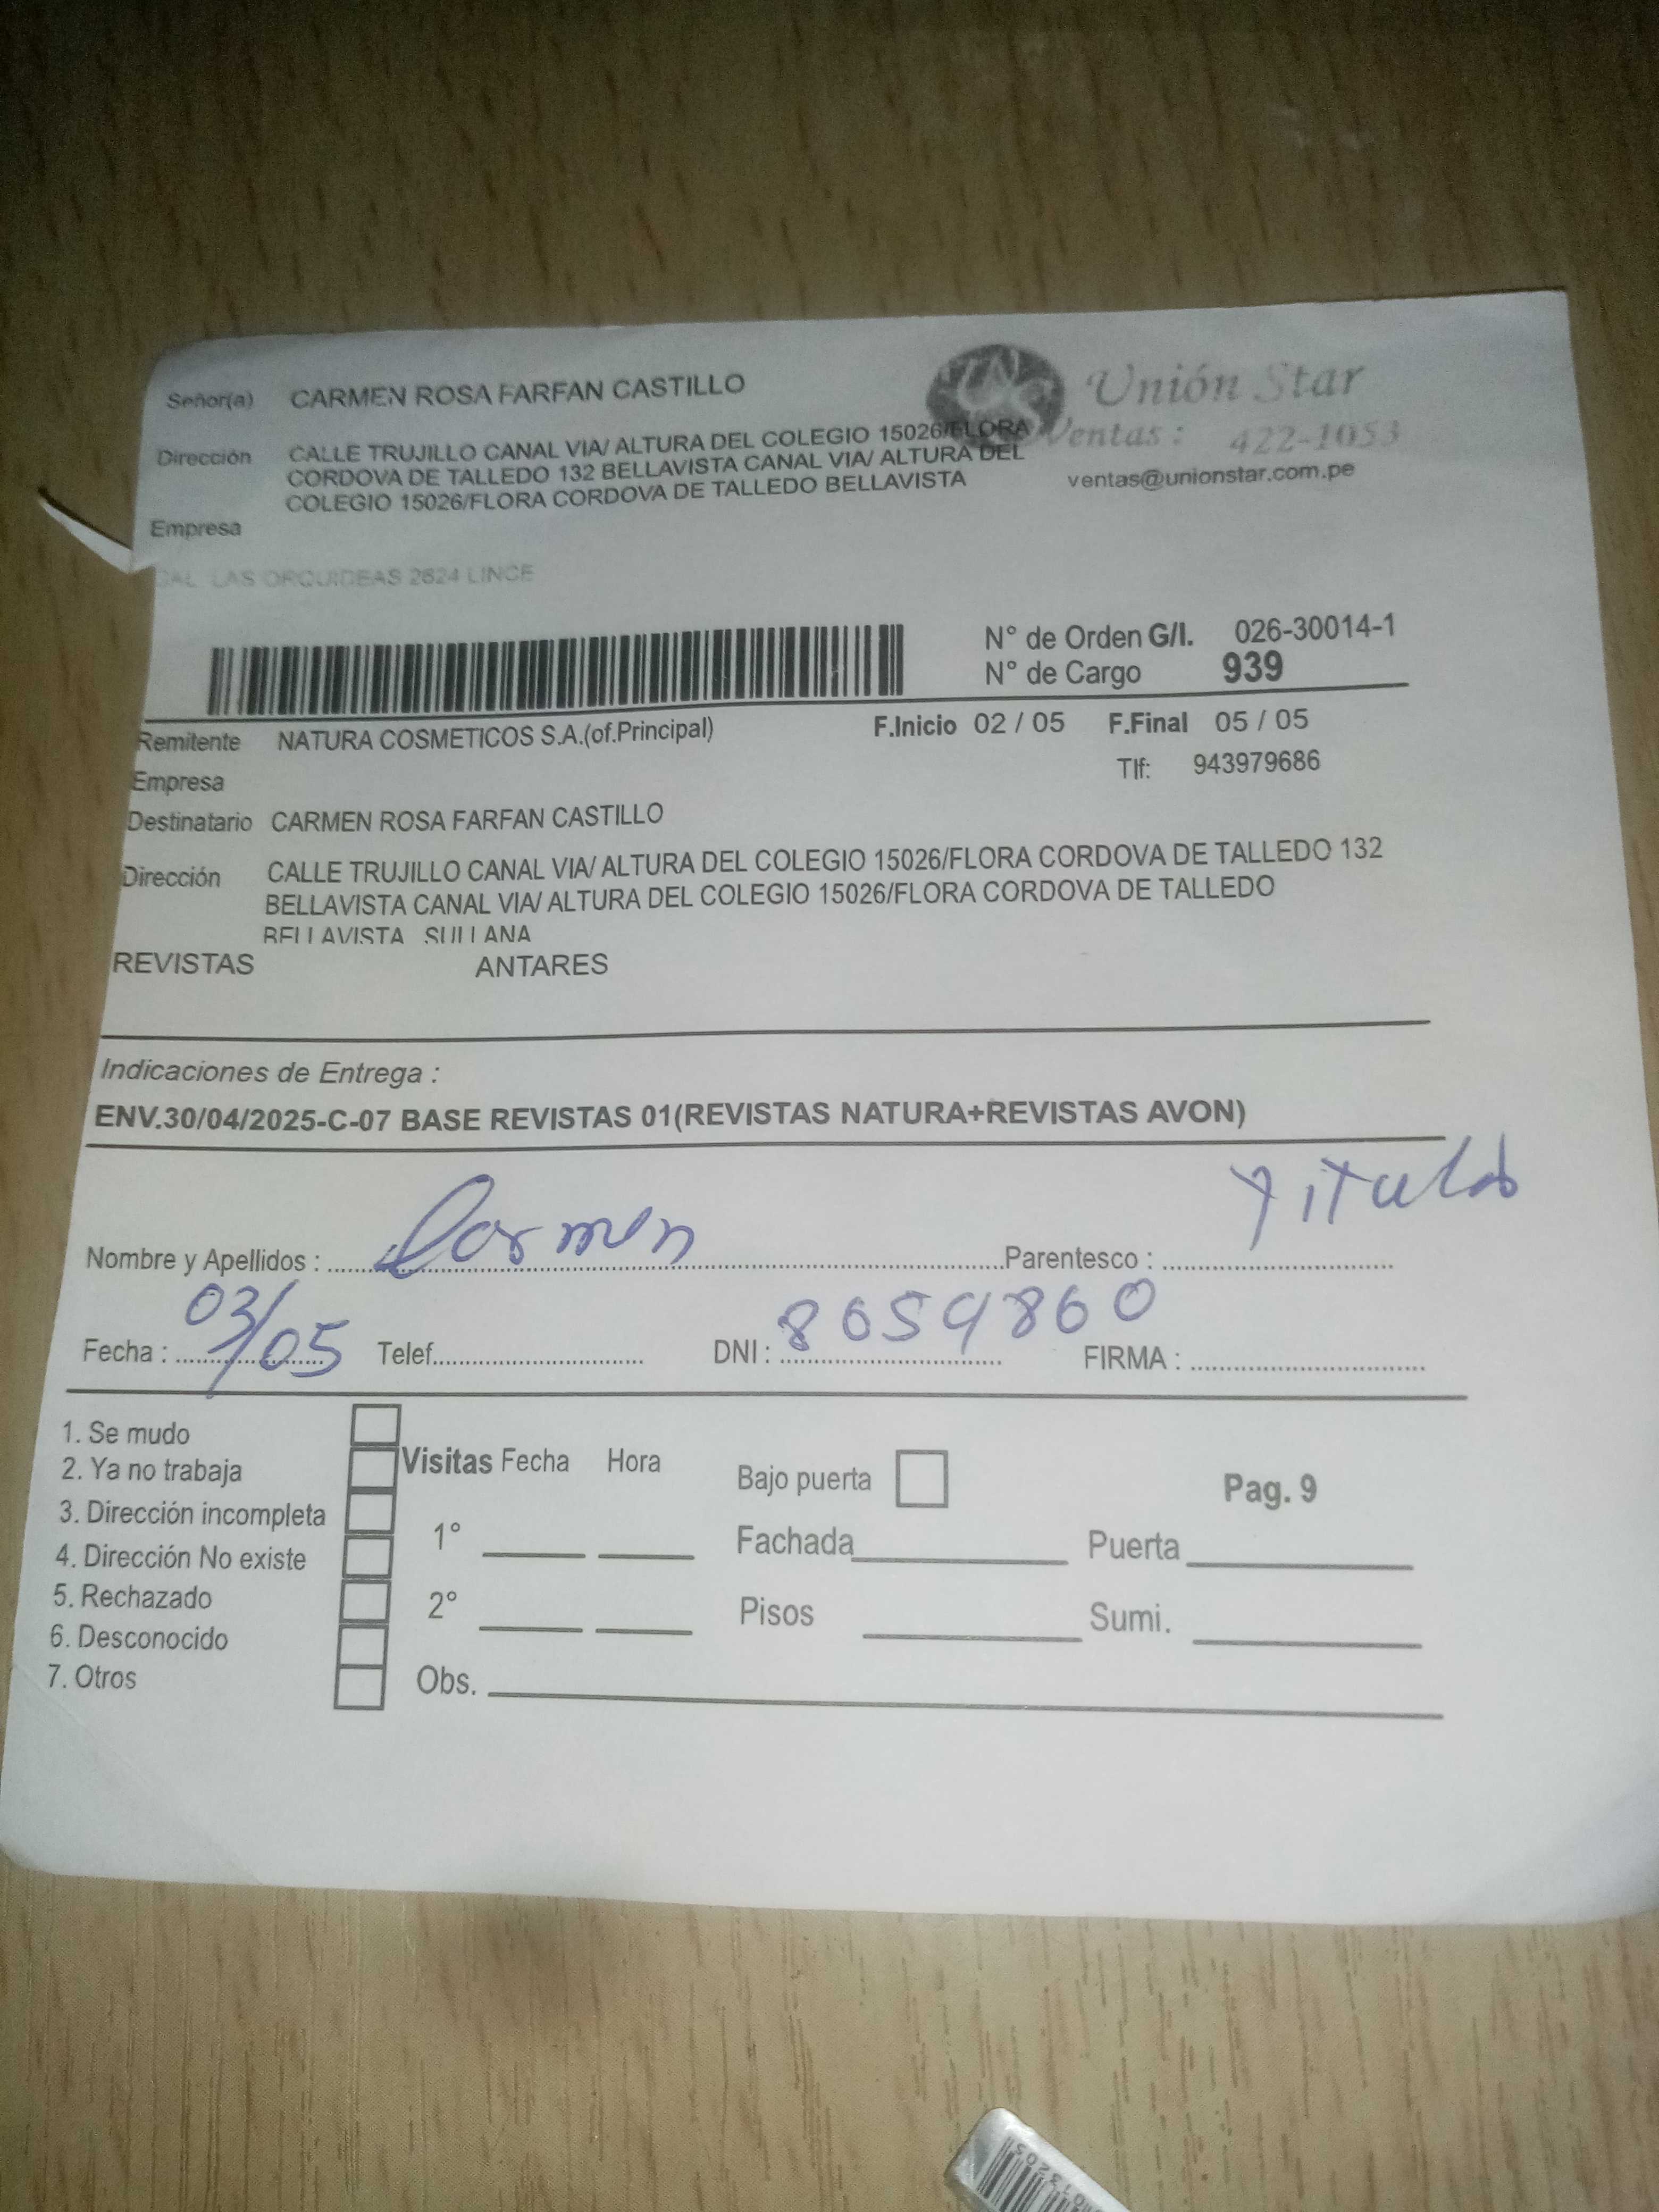 Señor(a) CARMEN ROSA FARFAN CASTILLO
Unión Star
Ventas : 422-1053
ventas@unionstar.com.pe
Dirección CALLE TRUJILLO CANAL VIA/ ALTURA DEL COLEGIO 15026/FLORA
CORDOVA DE TALLEDO 132 BELLAVISTA CANAL VIA/ ALTURA DEL
COLEGIO 15026/FLORA CORDOVA DE TALLEDO BELLAVISTA
Empresa
CAL. LAS ORQUIDEAS 2624 LINCE
N° de Orden G/I. 026-30014-1
N° de Cargo 939
Remitente NATURA COSMETICOS S.A.(of.Principal) F.Inicio 02 / 05 F.Final 05 / 05
Empresa Tlf: 943979686
Destinatario CARMEN ROSA FARFAN CASTILLO
Dirección CALLE TRUJILLO CANAL VIA/ ALTURA DEL COLEGIO 15026/FLORA CORDOVA DE TALLEDO 132
BELLAVISTA CANAL VIA/ ALTURA DEL COLEGIO 15026/FLORA CORDOVA DE TALLEDO
BELLAVISTA SULLANA
REVISTAS ANTARES
Indicaciones de Entrega :
ENV.30/04/2025-C-07 BASE REVISTAS 01(REVISTAS NATURA+REVISTAS AVON)
Nombre y Apellidos : Carmen Parentesco :
Fecha : 03/05 Telef. DNI : 8659860 FIRMA :
1. Se mudo
2. Ya no trabaja
3. Dirección incompleta
4. Dirección No existe
5. Rechazado
6. Desconocido
7. Otros
Visitas Fecha Hora
1°
2°
Obs.
Bajo puerta
Pag. 9
Fachada Puerta
Pisos Sumi.